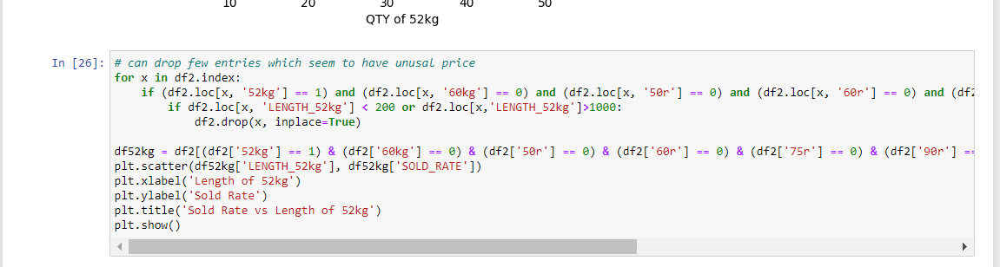 10 20 30 40 50
QTY of 52kg
In [26]: # can drop few entries which seem to have unusal price
for x in df2.index:
    if (df2.loc[x, '52kg'] == 1) and (df2.loc[x, '60kg'] == 0) and (df2.loc[x, '50r'] == 0) and (df2.loc[x, '60r'] == 0) and (df2
        if df2.loc[x, 'LENGTH_52kg'] < 200 or df2.loc[x,'LENGTH_52kg']>1000:
            df2.drop(x, inplace=True)
df52kg = df2[(df2['52kg'] == 1) & (df2['60kg'] == 0) & (df2['50r'] == 0) & (df2['60r'] == 0) & (df2['75r'] == 0) & (df2['90r'] ==
plt.scatter(df52kg['LENGTH_52kg'], df52kg['SOLD_RATE'])
plt.xlabel('Length of 52kg')
plt.ylabel('Sold Rate')
plt.title('Sold Rate vs Length of 52kg')
plt.show()